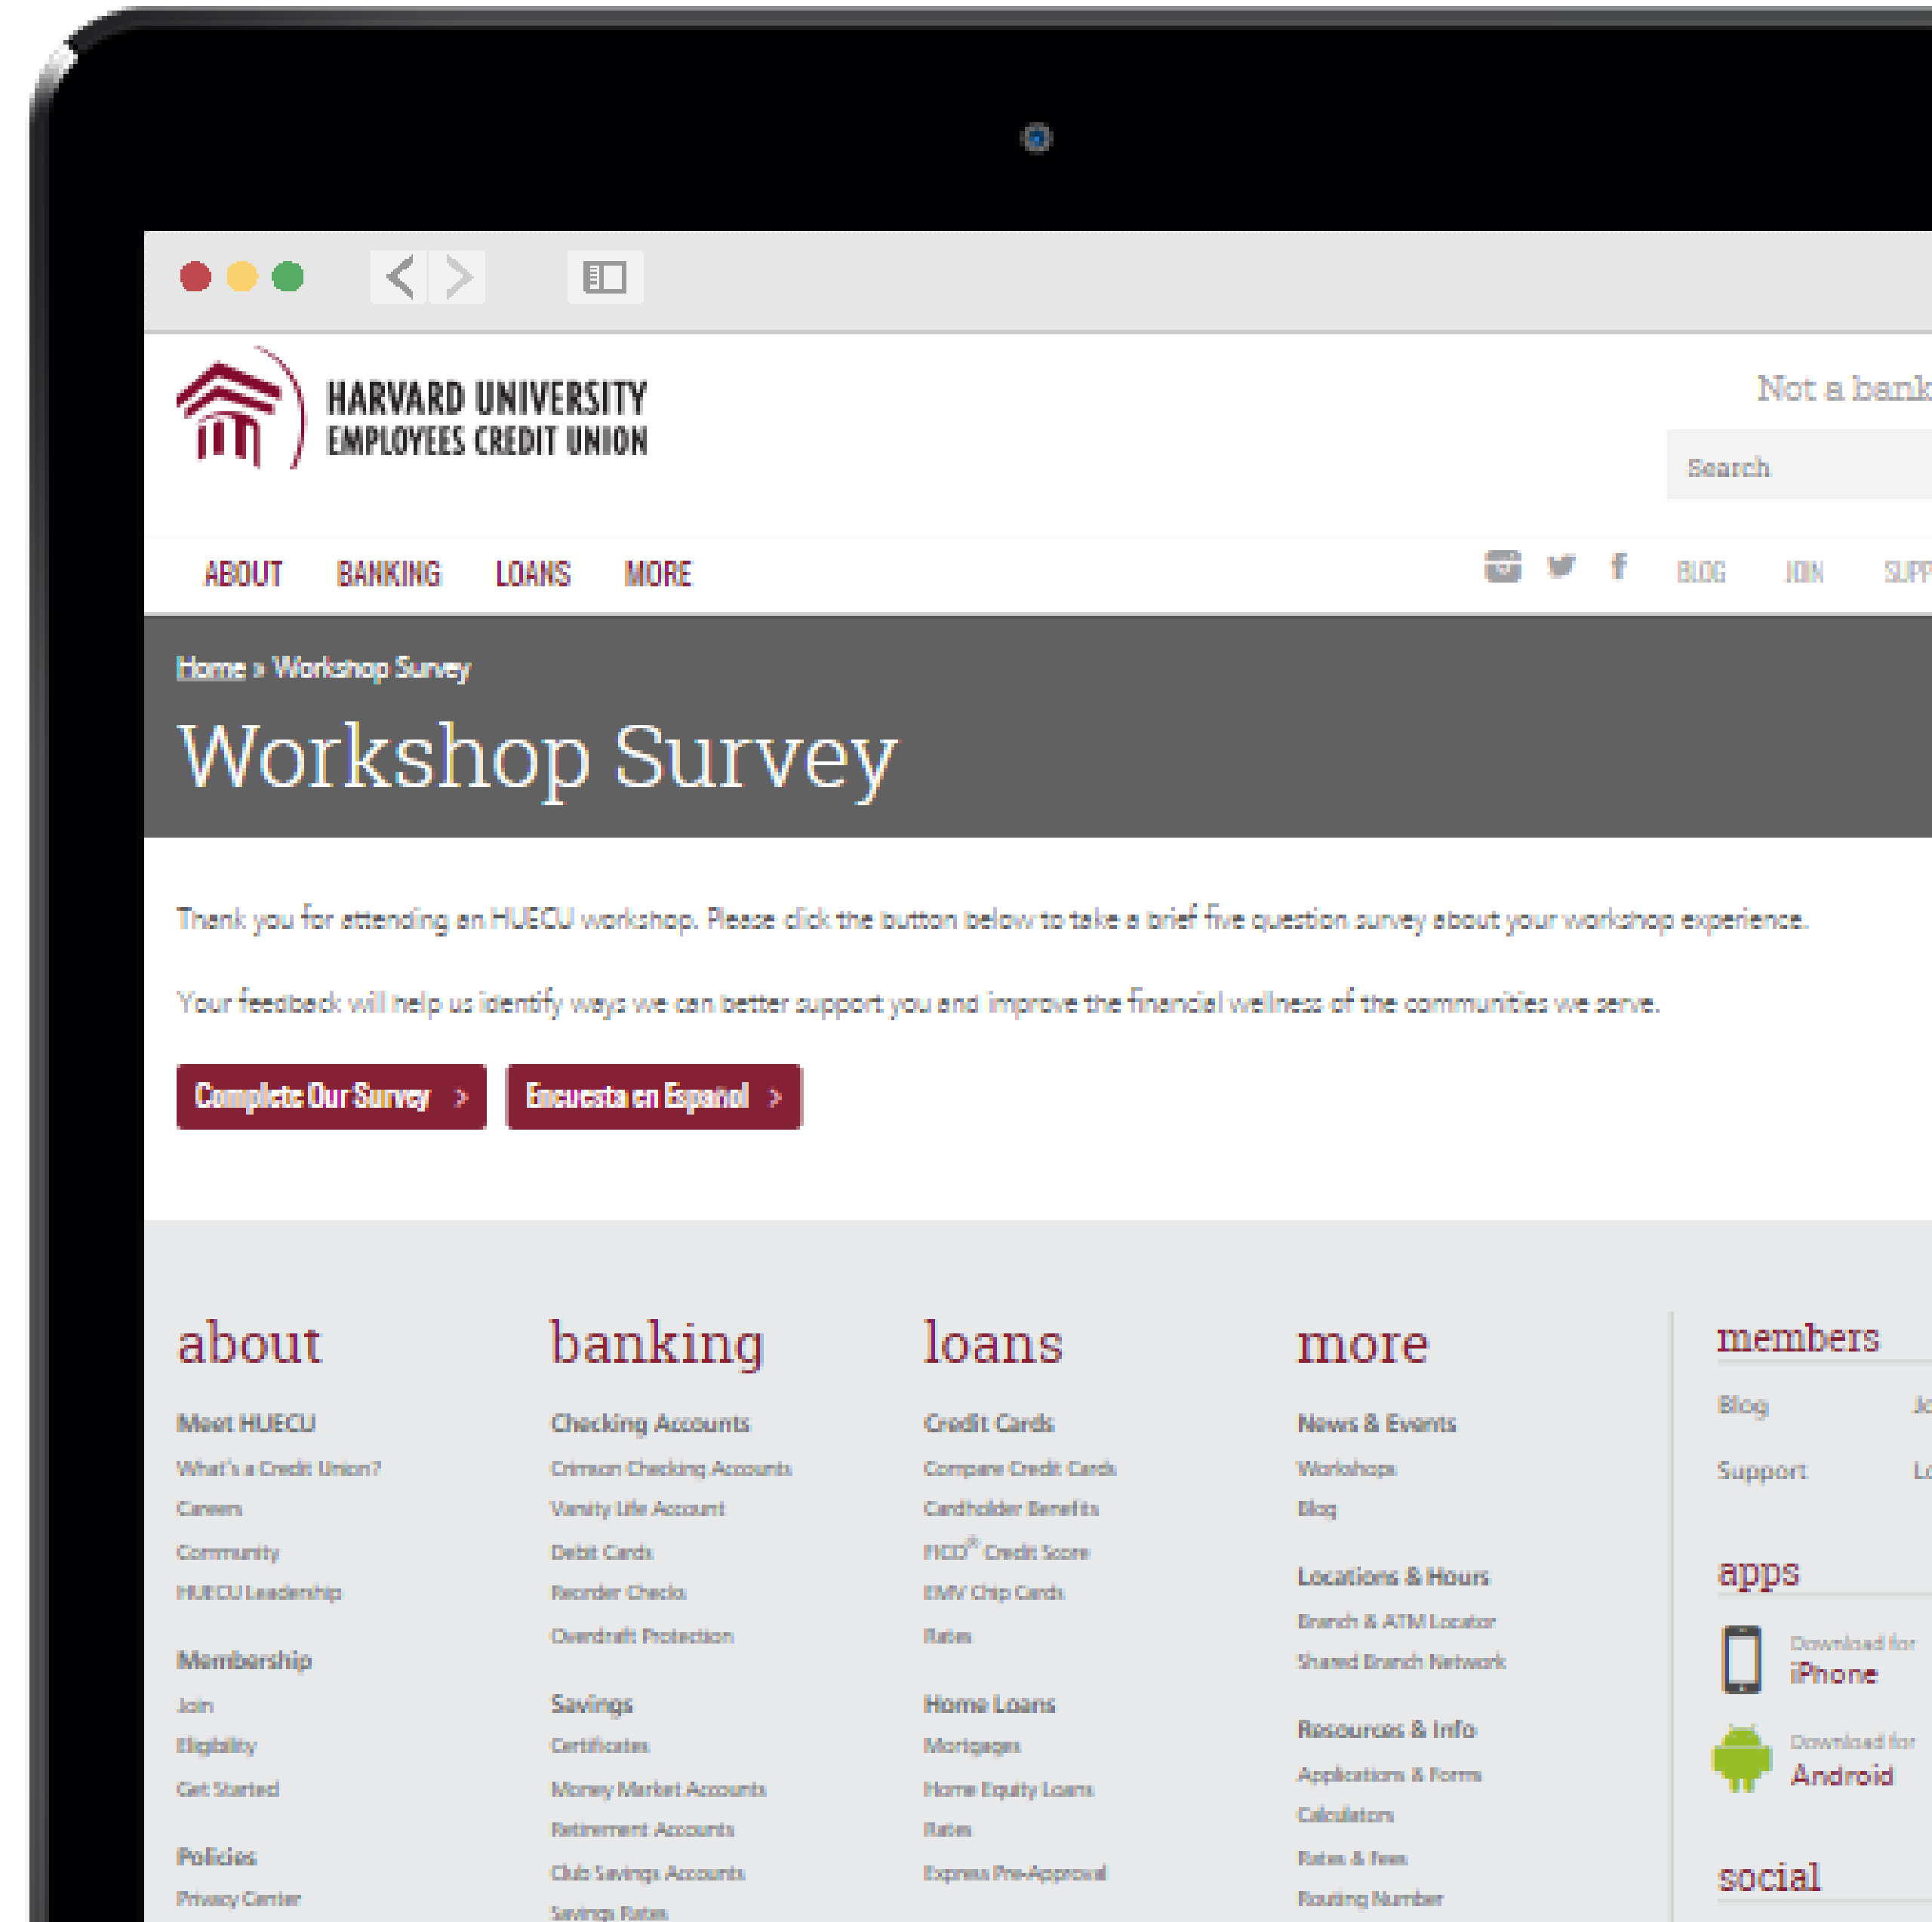 HARVARD UNIVERSITY
EMPLOYEES CREDIT UNION
Not a bank
Search
ABOUT BANKING LOANS MORE
BLOG JOIN SUPP
Home » Workshop Survey
Workshop Survey
Thank you for attending an HUECU workshop. Please click the button below to take a brief five question survey about your workshop experience.
Your feedback will help us identify ways we can better support you and improve the financial wellness of the communities we serve.
Complete Our Survey >
Encuesta en Español >
about
Meet HUECU
What's a Credit Union?
Careers
Community
HUECU Leadership
Membership
Join
Eligibility
Get Started
Policies
Privacy Center
banking
Checking Accounts
Crimson Checking Accounts
Varsity Life Account
Debit Cards
Reorder Checks
Overdraft Protection
Savings
Certificates
Money Market Accounts
Retirement Accounts
Club Savings Accounts
Savings Rates
loans
Credit Cards
Compare Credit Cards
Cardholder Benefits
FICO® Credit Score
EMV Chip Cards
Rates
Home Loans
Mortgages
Home Equity Loans
Rates
Express Pre-Approval
more
News & Events
Workshops
Blog
Locations & Hours
Branch & ATM Locator
Shared Branch Network
Resources & Info
Applications & Forms
Calculators
Rates & Fees
Routing Number
members
Blog Jo
Support Lo
apps
Download for
iPhone
Download for
Android
social